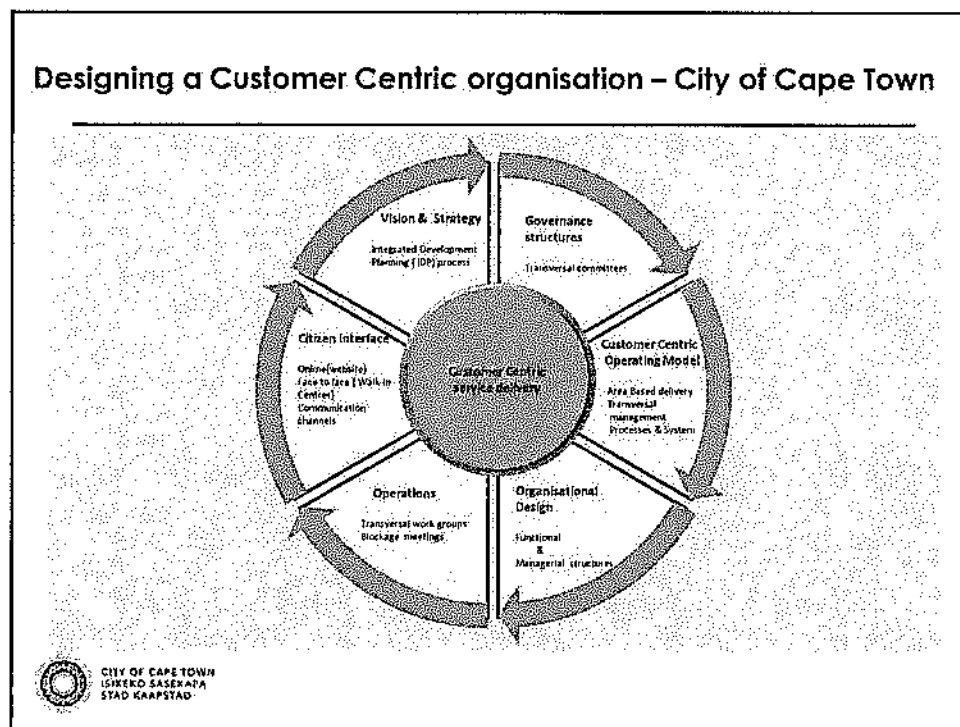 Designing a Customer Centric organisation – City of Cape Town
Vision & Strategy
Integrated Development
Planning (IDP) process
Governance
structures
Transversal committees
Customer Centric
Operating Model
Area Based delivery
Transversal
management
Processes & System
Organisational
Design
Functional
&
Managerial structures
Operations
Transversal work groups
Blockage meetings
Citizen Interface
Online(website)
Face to face (Walk-in
Centres)
Communication
channels
Customer Centric
service delivery
CITY OF CAPE TOWN
ISIXEKO SASEKAPA
STAD KAAPSTAD